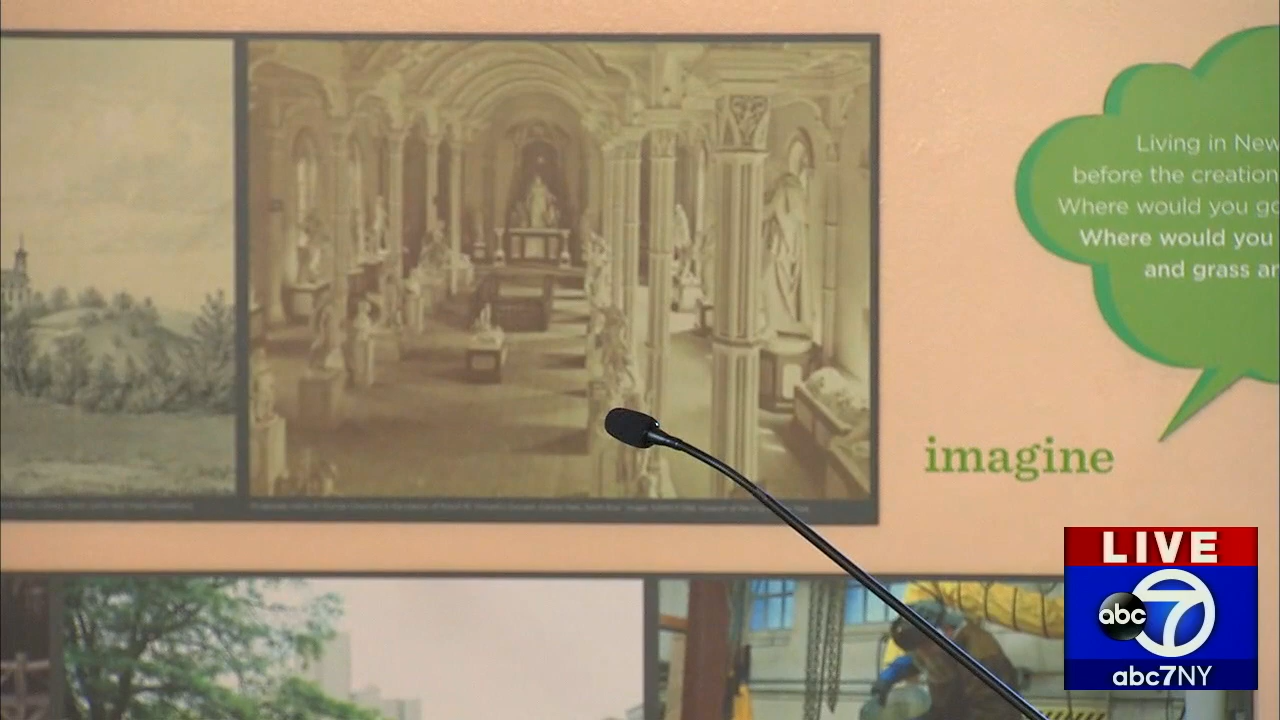 Living in New
before the creation
Where would you go
Where would you
and grass ar
imagine
LIVE
abc 7
abc7NY